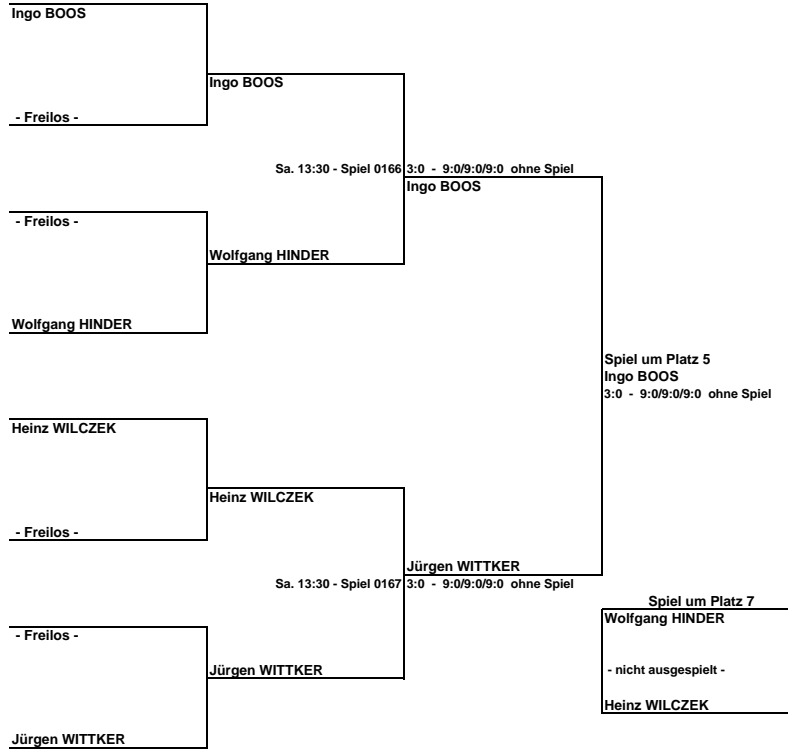 Ingo BOOS
Ingo BOOS
- Freilos -
Sa. 13:30 - Spiel 0166 3:0 - 9:0/9:0/9:0 ohne Spiel
Ingo BOOS
- Freilos -
Wolfgang HINDER
Wolfgang HINDER
Spiel um Platz 5
Ingo BOOS
3:0 - 9:0/9:0/9:0 ohne Spiel
Heinz WILCZEK
Heinz WILCZEK
- Freilos -
Jürgen WITTKER
Sa. 13:30 - Spiel 0167 3:0 - 9:0/9:0/9:0 ohne Spiel
Spiel um Platz 7
Wolfgang HINDER
- Freilos -
Jürgen WITTKER
- nicht ausgespielt -
Heinz WILCZEK
Jürgen WITTKER